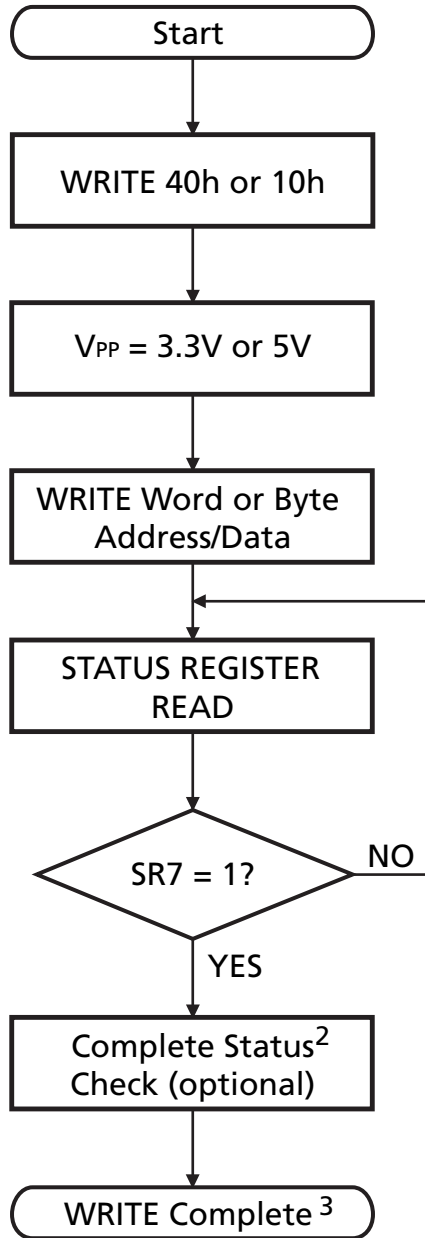 Start
WRITE 40h or 10h
VPP = 3.3V or 5V
WRITE Word or Byte
Address/Data
STATUS REGISTER
READ
SR7 = 1?
NO
YES
Complete Status2
Check (optional)
WRITE Complete 3